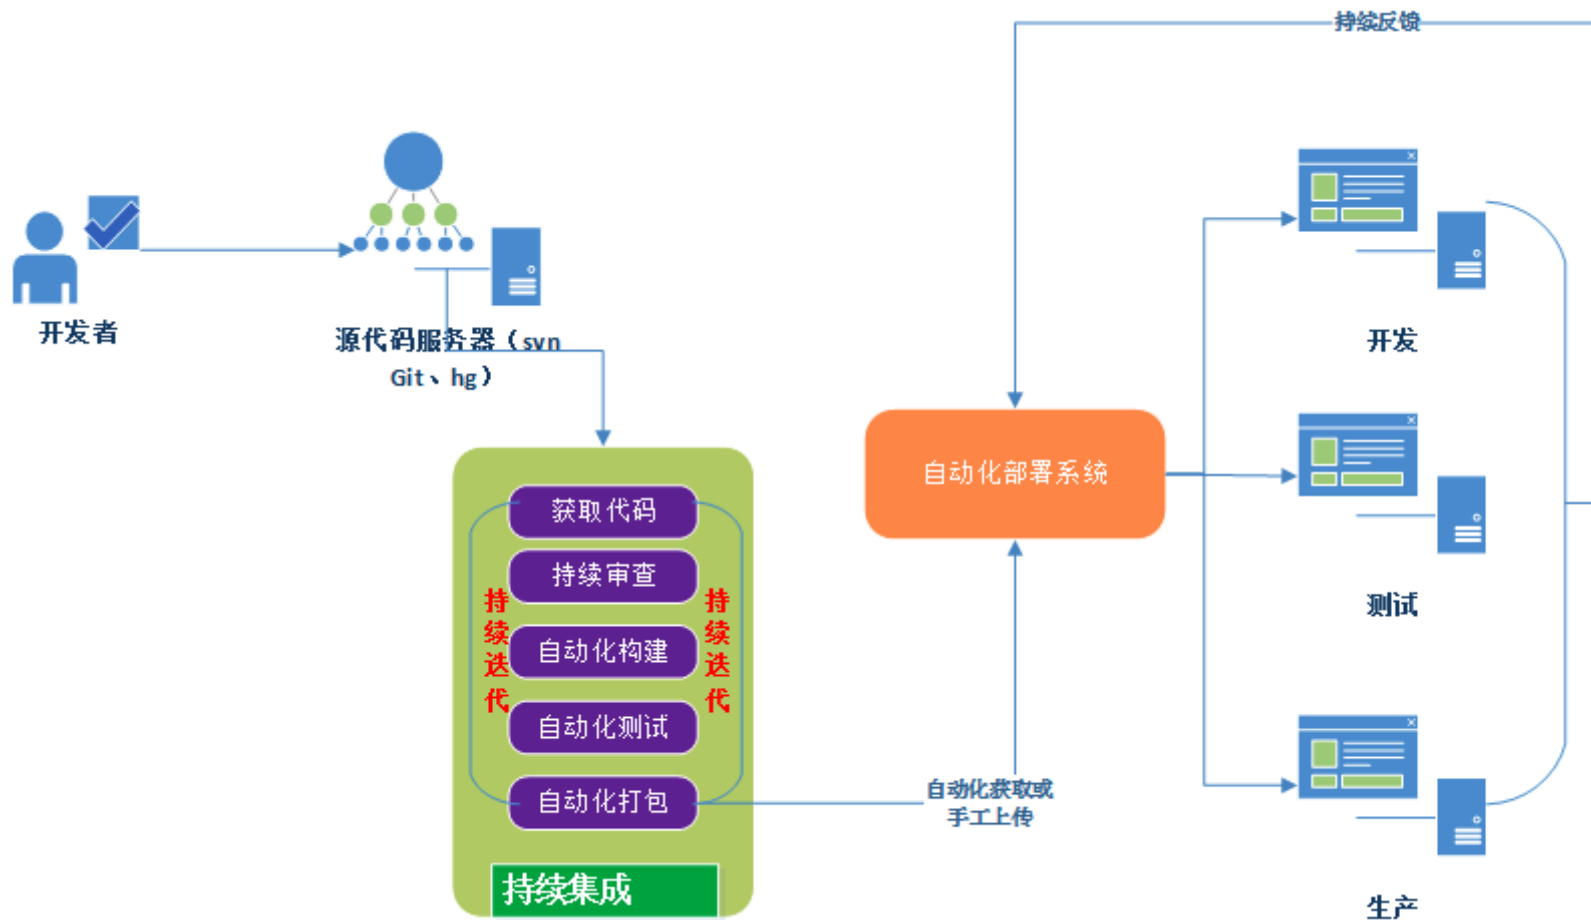 持续反馈
开发者
源代码服务器（svn
Git、hg）
获取代码
持续审查
自动化构建
自动化测试
自动化打包
持续迭代
持续迭代
持续集成
自动化获取或
手工上传
自动化部署系统
开发
测试
生产